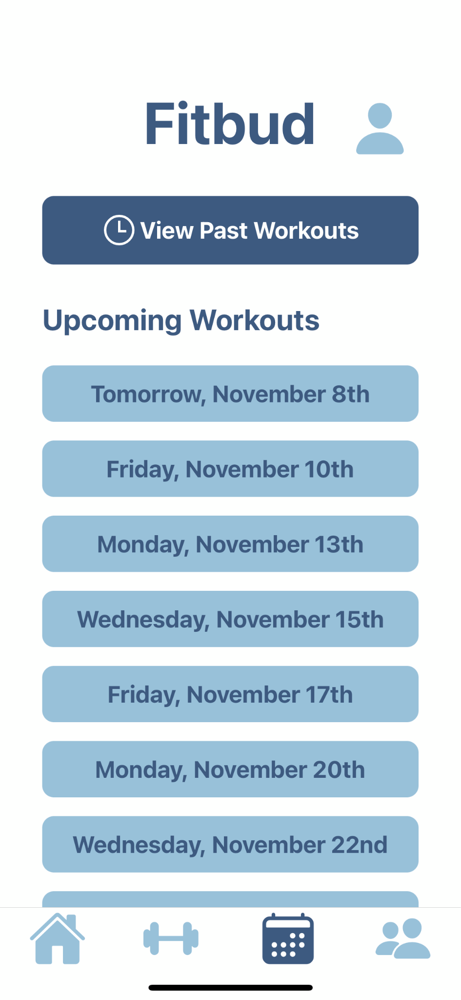 Fitbud
View Past Workouts
Upcoming Workouts
Tomorrow, November 8th
Friday, November 10th
Monday, November 13th
Wednesday, November 15th
Friday, November 17th
Monday, November 20th
Wednesday, November 22nd